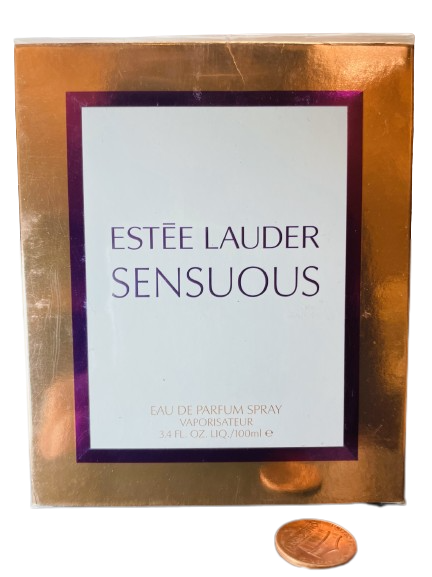 ESTĒE LAUDER
SENSUOUS
EAU DE PARFUM SPRAY
VAPORISATEUR
3.4 FL. OZ. LIQ./100ml ℮